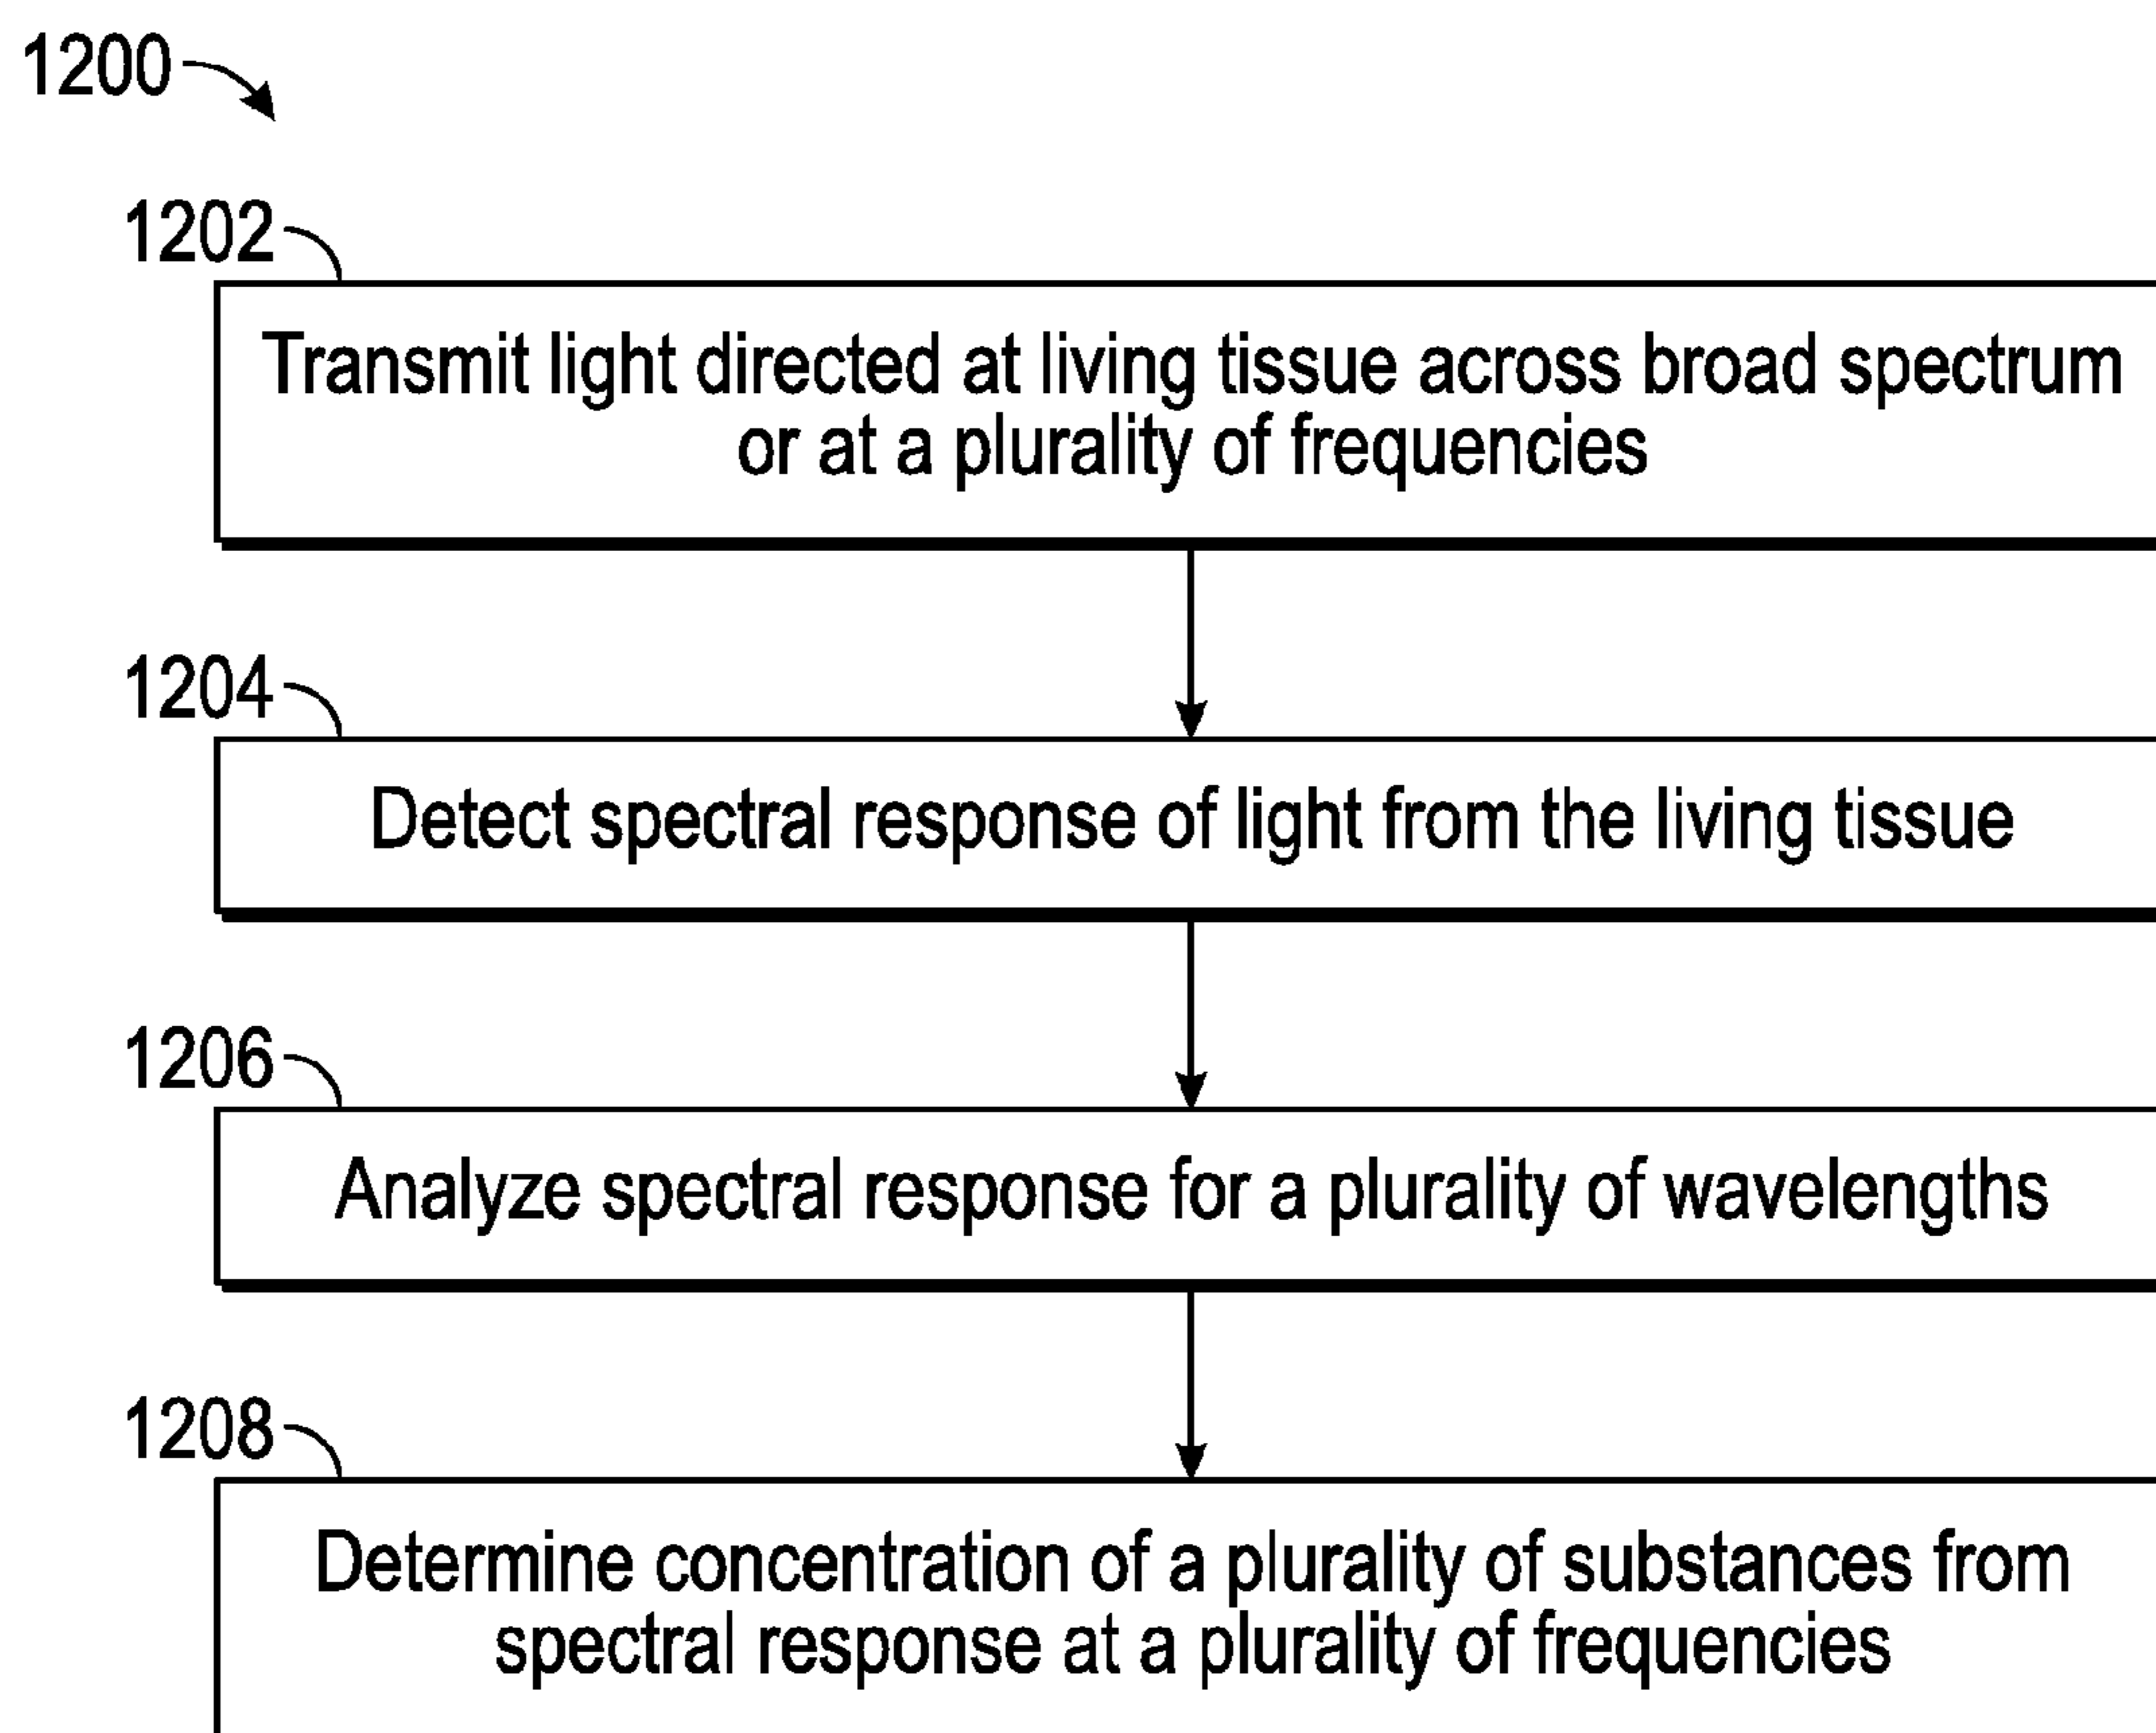 1200
1202
Transmit light directed at living tissue across broad spectrum
or at a plurality of frequencies
1204
Detect spectral response of light from the living tissue
1206
Analyze spectral response for a plurality of wavelengths
1208
Determine concentration of a plurality of substances from
spectral response at a plurality of frequencies